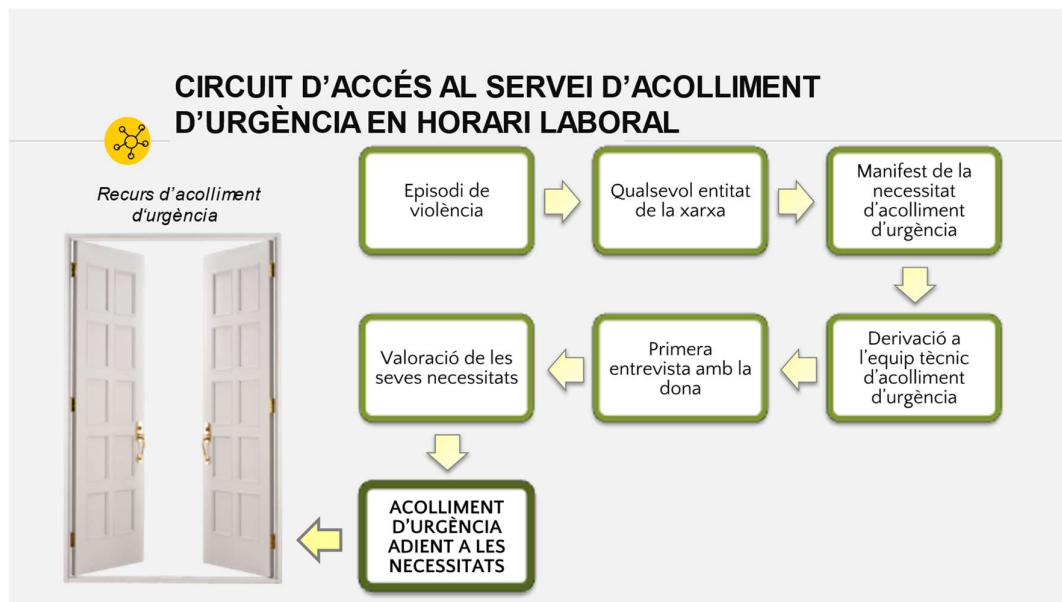 CIRCUIT D’ACCÉS AL SERVEI D’ACOLLIMENT
D’URGÈNCIA EN HORARI LABORAL
Recurs d’acolliment
d‘urgència
Episodi de
violència
Qualsevol entitat
de la xarxa
Manifest de la
necessitat
d’acolliment
d’urgència
Derivació a
l’equip tècnic
d’acolliment
d’urgència
Primera
entrevista amb la
dona
Valoració de les
seves necessitats
ACOLLIMENT
D’URGÈNCIA
ADIENT A LES
NECESSITATS